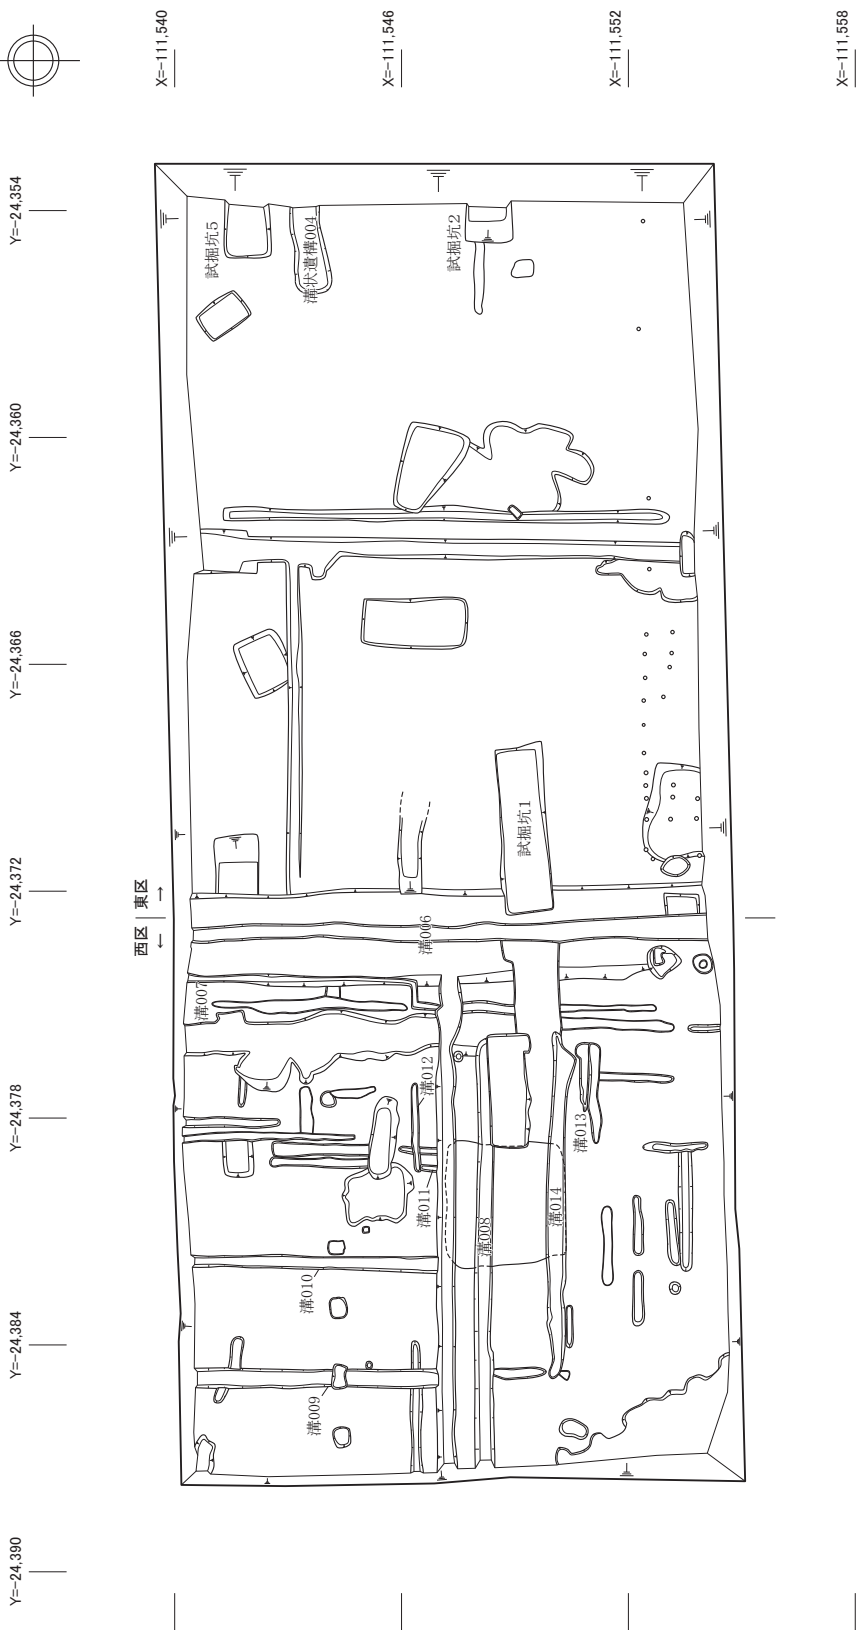 X=-111,540
X=-111,546
X=-111,552
X=-111,558
Y=-24,354
Y=-24,360
Y=-24,366
Y=-24,372
Y=-24,378
Y=-24,384
Y=-24,390
試掘坑5
溝状遺構004
試掘坑2
試掘坑1
西区 東区
← →
溝006
溝007
溝012
溝013
溝011
溝008
溝014
溝010
溝009